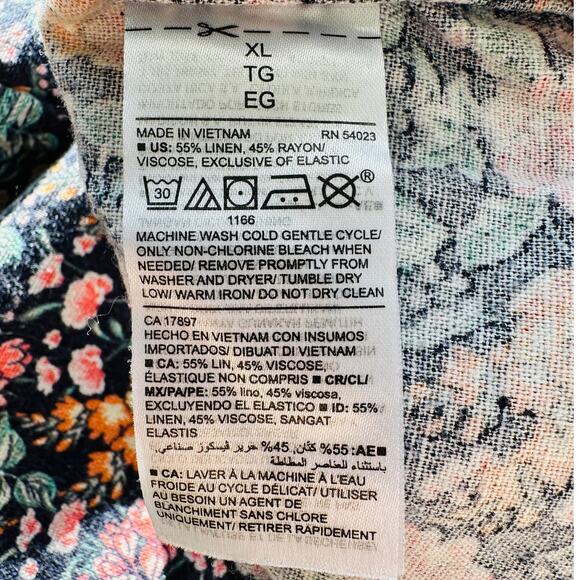 XL
TG
EG
MADE IN VIETNAM RN 54023
■ US: 55% LINEN, 45% RAYON/
VISCOSE, EXCLUSIVE OF ELASTIC
30 ®
1166
MACHINE WASH COLD GENTLE CYCLE/
ONLY NON-CHLORINE BLEACH WHEN
NEEDED/ REMOVE PROMPTLY FROM
WASHER AND DRYER/ TUMBLE DRY
LOW/ WARM IRON/ DO NOT DRY CLEAN
CA 17897
HECHO EN VIETNAM CON INSUMOS
IMPORTADOS/ DIBUAT DI VIETNAM
■ CA: 55% LIN, 45% VISCOSE,
ÉLASTIQUE NON COMPRIS ■ CR/CL/
MX/PA/PE: 55% lino, 45% viscosa,
EXCLUYENDO EL ELASTICO ■ ID: 55%
LINEN, 45% VISCOSE, SANGAT
ELASTIS
■ AE: 55% كتّان, 45% حرير فيسكوز صناعي,
باستثناء العناصر المطاطة
■ CA: LAVER À LA MACHINE À L'EAU
FROIDE AU CYCLE DÉLICAT/ UTILISER
AU BESOIN UN AGENT DE
BLANCHIMENT SANS CHLORE
UNIQUEMENT/ RETIRER RAPIDEMENT